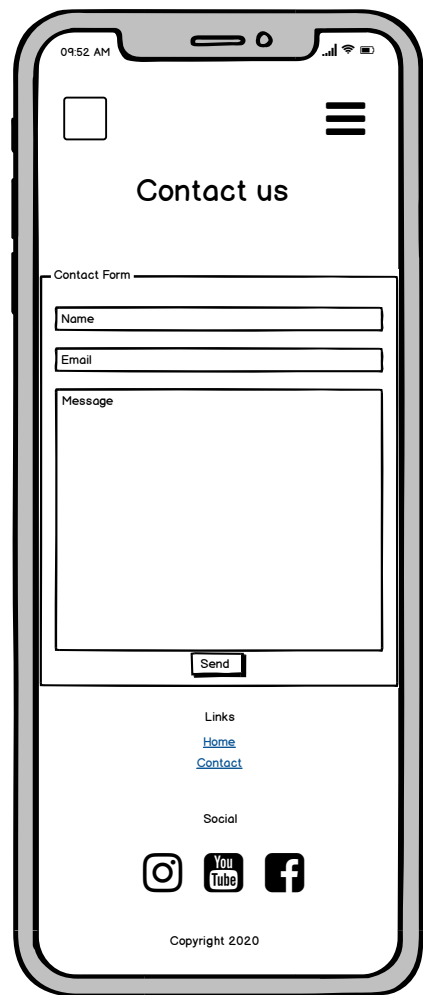 09:52 AM
Contact us
Contact Form
Name
Email
Message
Send
Links
Home
Contact
Social
You
Tube
Copyright 2020